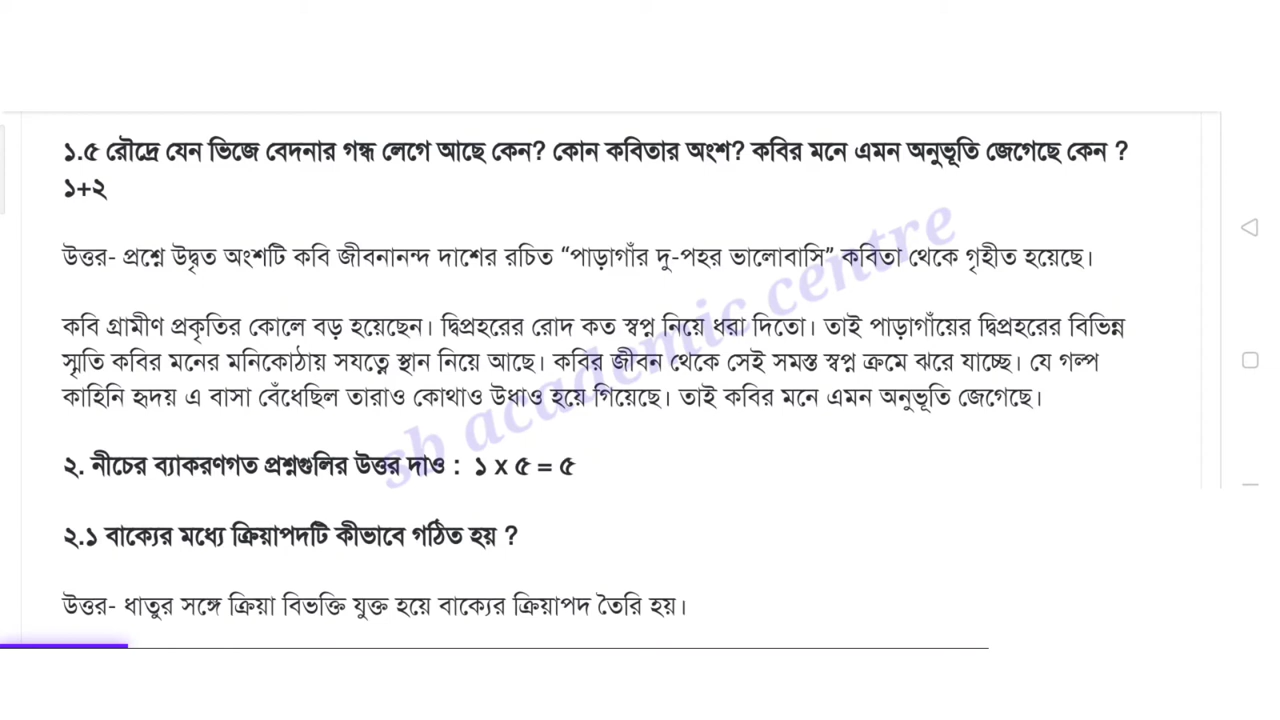 ১.৫ রৌদ্রে যেন ভিজে বেদনার গন্ধ লেগে আছে কেন? কোন কবিতার অংশ? কবির মনে এমন অনুভূতি জেগেছে কেন ?
১+২
উত্তর- প্রশ্নে উদ্বৃত অংশটি কবি জীবনানন্দ দাশের রচিত “পাড়াগাঁর দু-পহর ভালোবাসি” কবিতা থেকে গৃহীত হয়েছে।
কবি গ্রামীণ প্রকৃতির কোলে বড় হয়েছেন। দ্বিপ্রহরের রোদ কত স্বপ্ন নিয়ে ধরা দিতো। তাই পাড়াগাঁয়ের দ্বিপ্রহরের বিভিন্ন
স্মৃতি কবির মনের মনিকোঠায় সযত্নে স্থান নিয়ে আছে। কবির জীবন থেকে সেই সমস্ত স্বপ্ন ক্রমে ঝরে যাচ্ছে। যে গল্প
কাহিনি হৃদয় এ বাসা বেঁধেছিল তারাও কোথাও উধাও হয়ে গিয়েছে। তাই কবির মনে এমন অনুভূতি জেগেছে।
sb academic centre
২. নীচের ব্যাকরণগত প্রশ্নগুলির উত্তর দাও : ১ x ৫ = ৫
২.১ বাক্যের মধ্যে ক্রিয়াপদটি কীভাবে গঠিত হয় ?
উত্তর- ধাতুর সঙ্গে ক্রিয়া বিভক্তি যুক্ত হয়ে বাক্যের ক্রিয়াপদ তৈরি হয়।